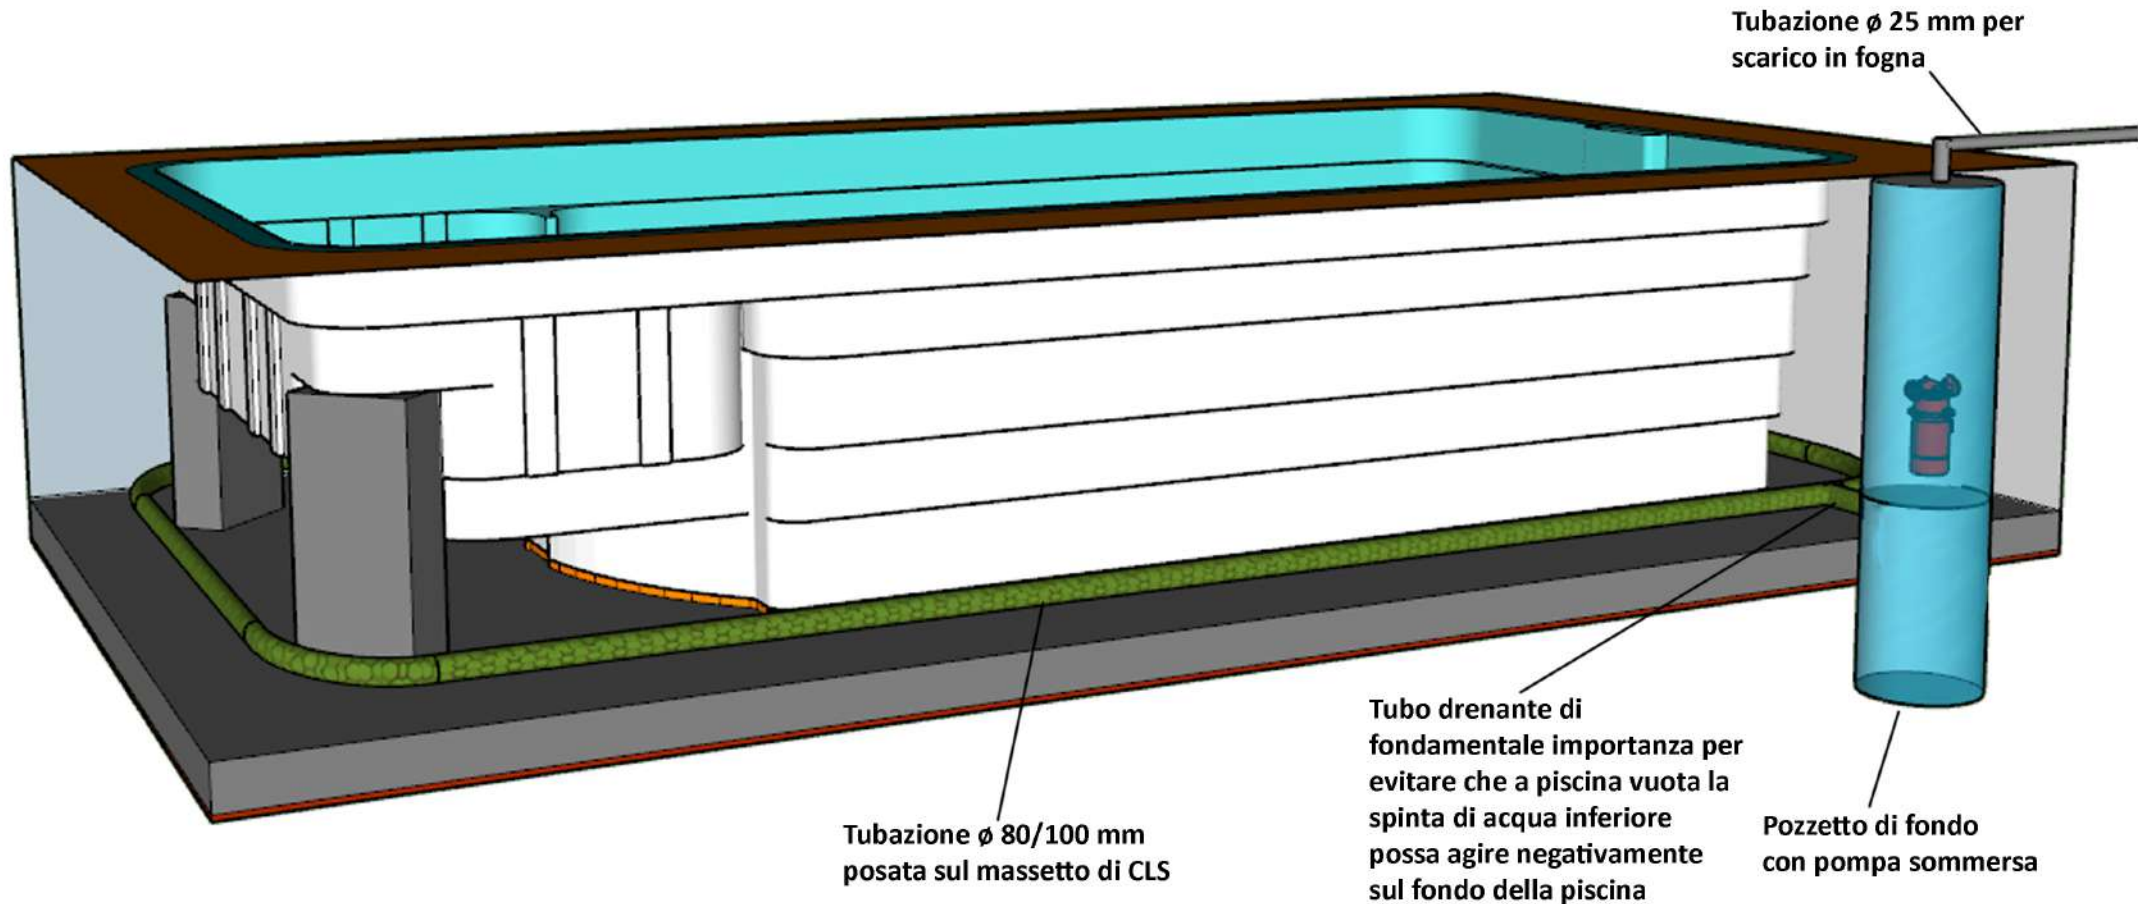 Tubazione ø 25 mm per
scarico in fogna
Tubazione ø 80/100 mm
posata sul massetto di CLS
Tubo drenante di
fondamentale importanza per
evitare che a piscina vuota la
spinta di acqua inferiore
possa agire negativamente
sul fondo della piscina
Pozzetto di fondo
con pompa sommersa